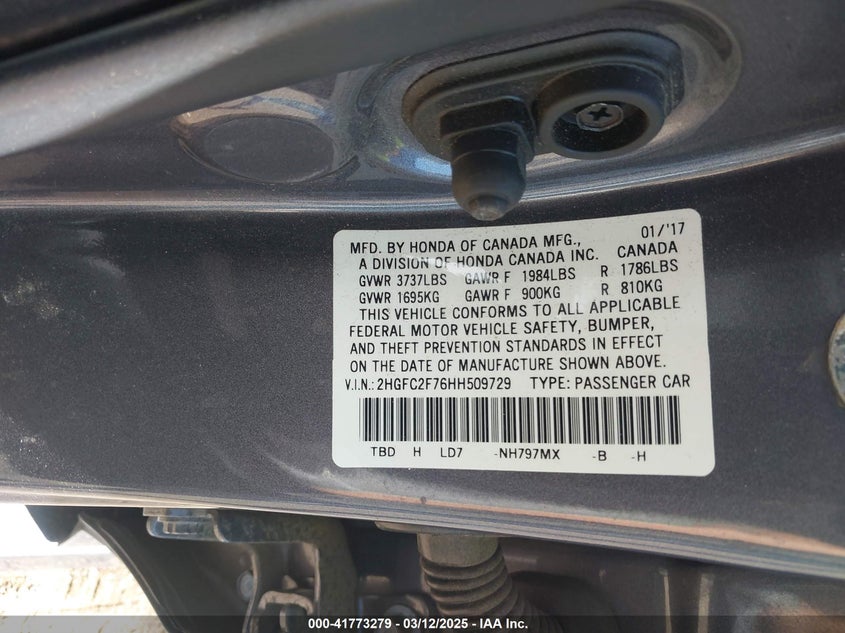 MFD. BY HONDA OF CANADA MFG., 01/'17
A DIVISION OF HONDA CANADA INC. CANADA
GVWR 3737LBS GAWR F 1984LBS R 1786LBS
GVWR 1695KG GAWR F 900KG R 810KG
THIS VEHICLE CONFORMS TO ALL APPLICABLE
FEDERAL MOTOR VEHICLE SAFETY, BUMPER,
AND THEFT PREVENTION STANDARDS IN EFFECT
ON THE DATE OF MANUFACTURE SHOWN ABOVE.
V.I.N.: 2HGFC2F76HH509729 TYPE: PASSENGER CAR
TBD H LD7 -NH797MX -B -H
000-41773279 - 03/12/2025 - IAA Inc.